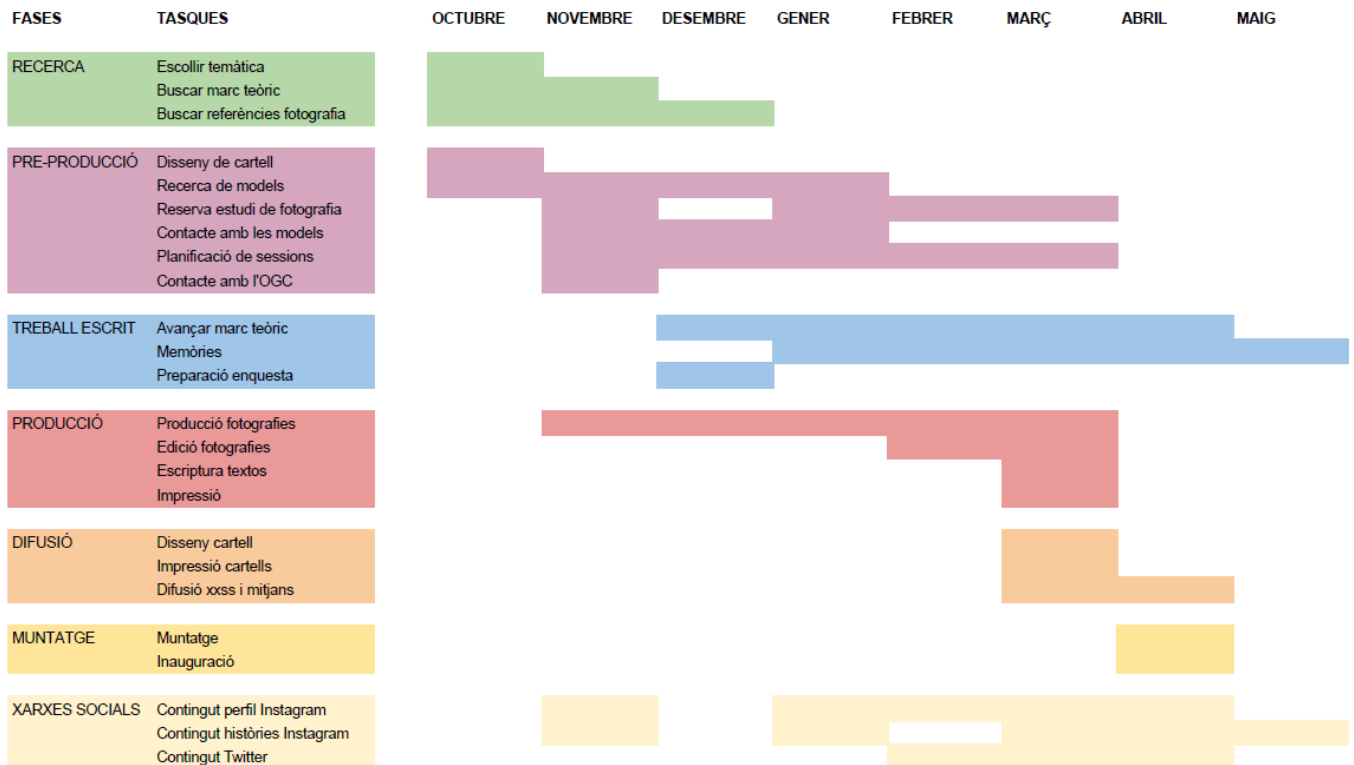 FASES TASQUES OCTUBRE NOVEMBRE DESEMBRE GENER FEBRER MARÇ ABRIL MAIG
RECERCA Escollir temàtica
Buscar marc teòric
Buscar referències fotografia
PRE-PRODUCCIÓ Disseny de cartell
Recerca de models
Reserva estudi de fotografia
Contacte amb les models
Planificació de sessions
Contacte amb l'OGC
TREBALL ESCRIT Avançar marc teòric
Memòries
Preparació enquesta
PRODUCCIÓ Producció fotografies
Edició fotografies
Escriptura textos
Impressió
DIFUSIÓ Disseny cartell
Impressió cartells
Difusió xxss i mitjans
MUNTATGE Muntatge
Inauguració
XARXES SOCIALS Contingut perfil Instagram
Contingut històries Instagram
Contingut Twitter